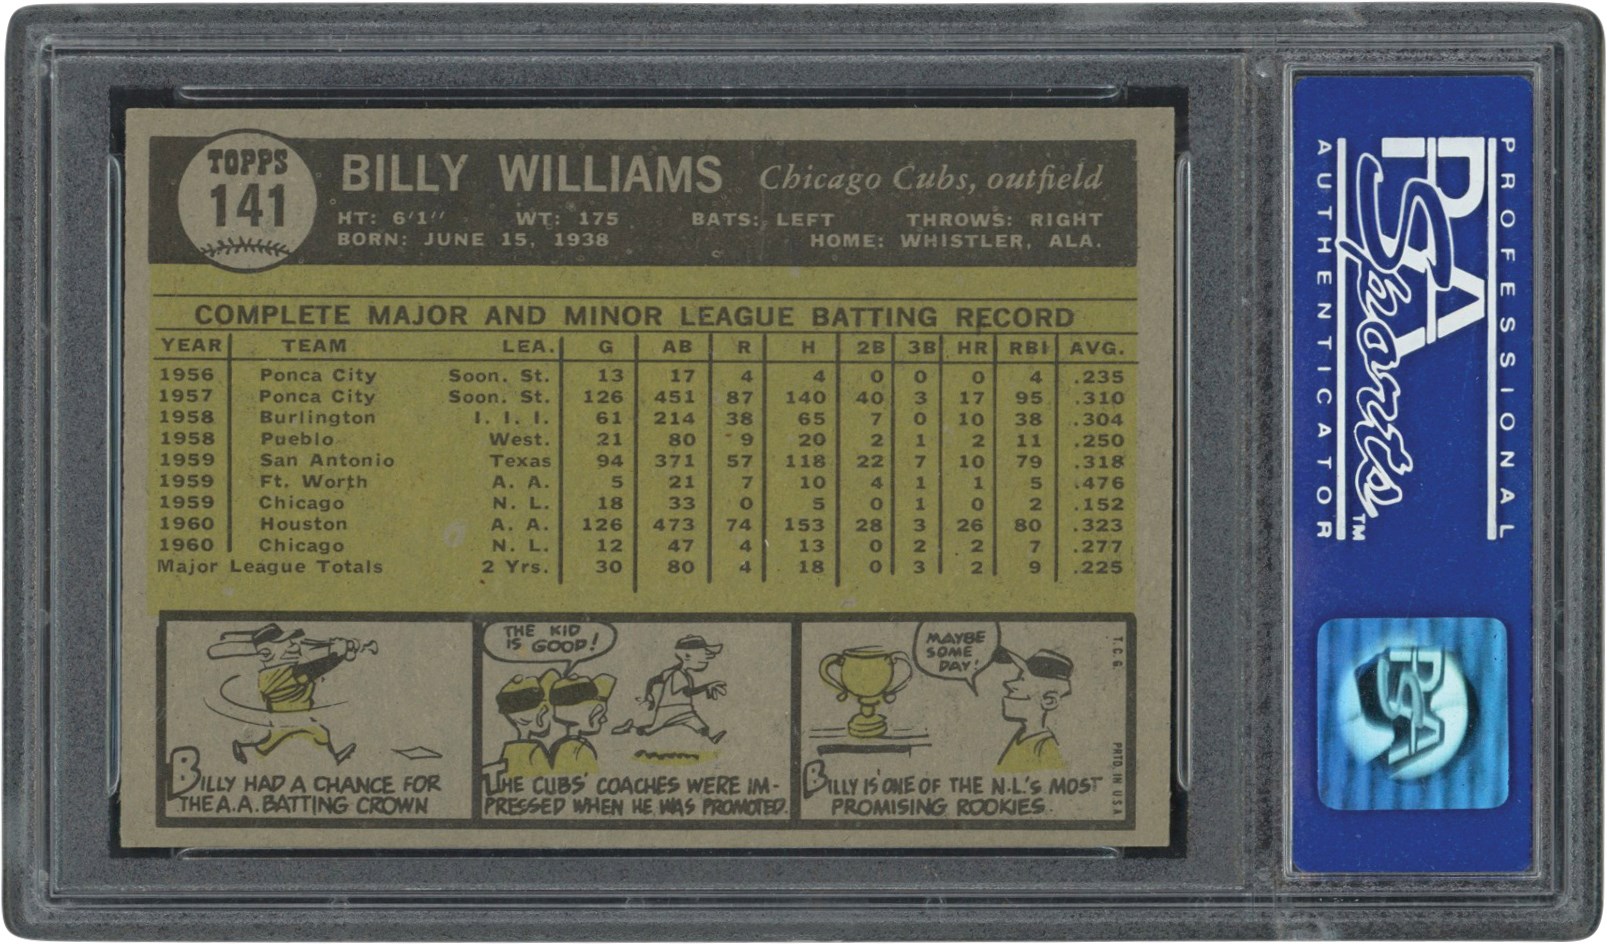 TOPPS
141
BILLY WILLIAMS Chicago Cubs, outfield
HT: 6'1" WT: 175 BATS: LEFT THROWS: RIGHT
BORN: JUNE 15, 1938 HOME: WHISTLER, ALA.
COMPLETE MAJOR AND MINOR LEAGUE BATTING RECORD
YEAR TEAM LEA. G AB R H 2B 3B HR RBI AVG.
1956 Ponca City Soon. St. 13 17 4 4 0 0 0 4 .235
1957 Ponca City Soon. St. 126 451 87 140 40 3 17 95 .310
1958 Burlington I. I. I. 61 214 38 65 7 0 10 38 .304
1958 Pueblo West. 21 80 9 20 2 1 2 11 .250
1959 San Antonio Texas 94 371 57 118 22 7 10 79 .318
1959 Ft. Worth A. A. 5 21 7 10 4 1 1 5 .476
1959 Chicago N. L. 18 33 0 5 0 1 0 2 .152
1960 Houston A. A. 126 473 74 153 28 3 26 80 .323
1960 Chicago N. L. 12 47 4 13 0 2 2 7 .277
Major League Totals 2 Yrs. 30 80 4 18 0 3 2 9 .225
BILLY HAD A CHANCE FOR
THE A.A. BATTING CROWN
THE KID
IS GOOD!
THE CUBS' COACHES WERE IM-
PRESSED WHEN HE WAS PROMOTED.
MAYBE
SOME
DAY!
BILLY IS ONE OF THE N.L.'S MOST
PROMISING ROOKIES.
T.C.G.
PRTD. IN U.S.A.
PROFESSIONAL
PSA
Sports™
AUTHENTICATOR
PSA